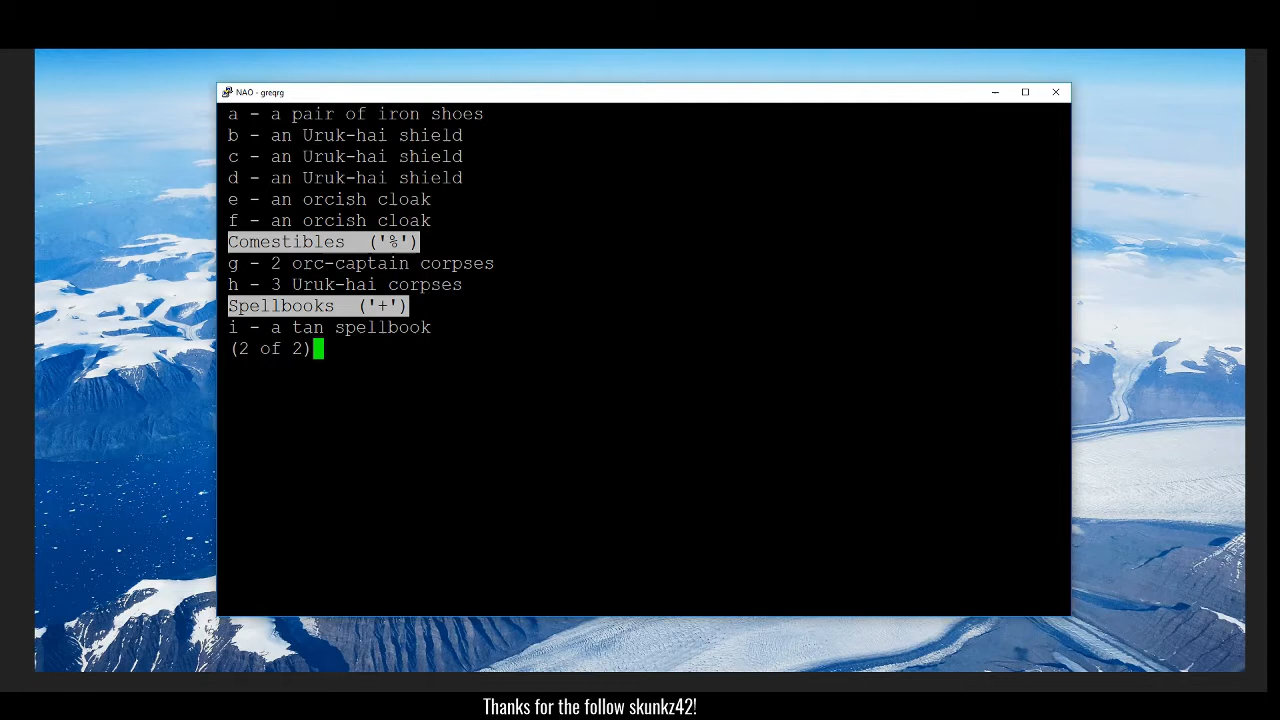 NAO - greqrg
a - a pair of iron shoes
b - an Uruk-hai shield
c - an Uruk-hai shield
d - an Uruk-hai shield
e - an orcish cloak
f - an orcish cloak
Comestibles  ('%')
g - 2 orc-captain corpses
h - 3 Uruk-hai corpses
Spellbooks  ('+')
i - a tan spellbook
(2 of 2)
Thanks for the follow skunkz42!